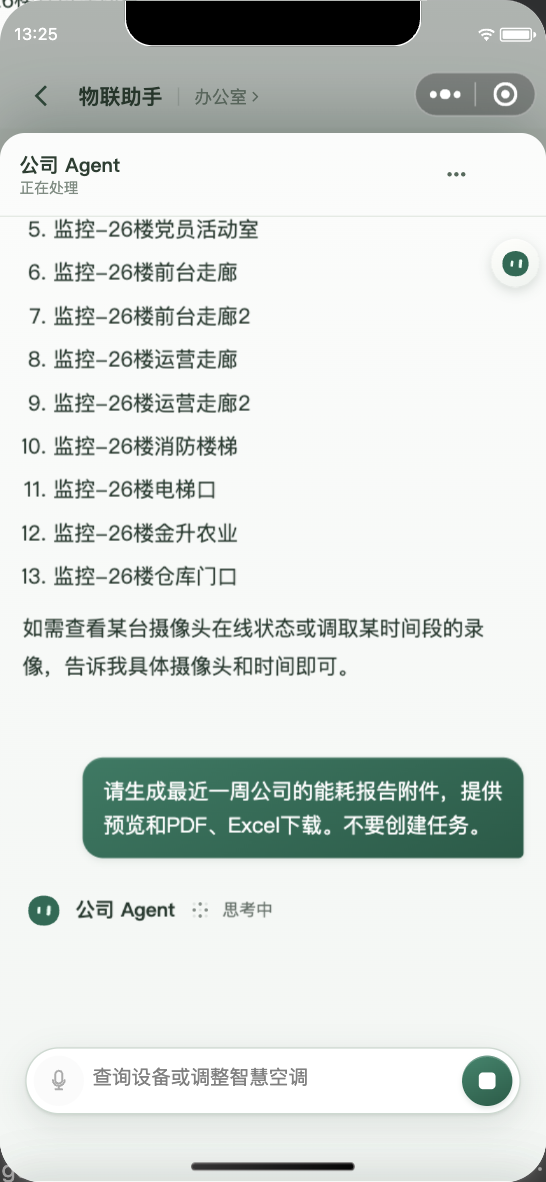 13:25
物联助手 办公室
公司 Agent
正在处理
5. 监控-26楼党员活动室
6. 监控-26楼前台走廊
7. 监控-26楼前台走廊2
8. 监控-26楼运营走廊
9. 监控-26楼运营走廊2
10. 监控-26楼消防楼梯
11. 监控-26楼电梯口
12. 监控-26楼金升农业
13. 监控-26楼仓库门口
如需查看某台摄像头在线状态或调取某时间段的录
像，告诉我具体摄像头和时间即可。
请生成最近一周公司的能耗报告附件，提供
预览和PDF、Excel下载。不要创建任务。
公司 Agent 思考中
查询设备或调整智慧空调